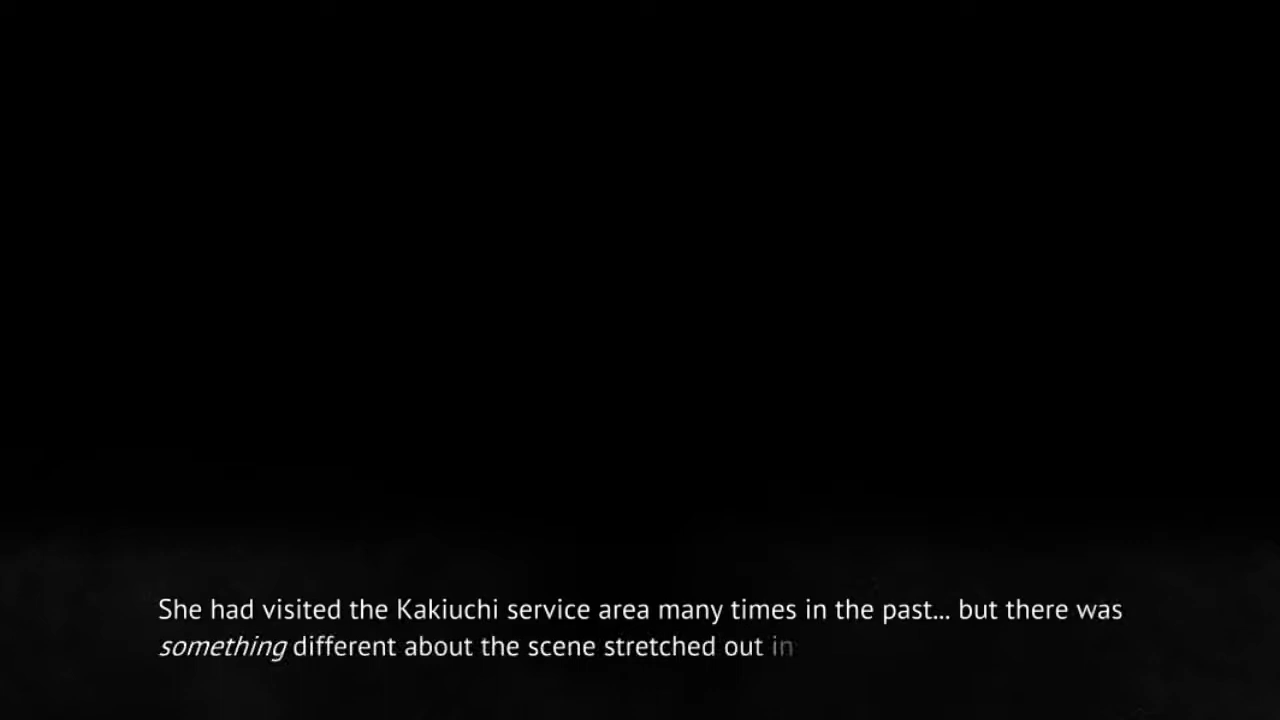 She had visited the Kakiuchi service area many times in the past... but there was
something different about the scene stretched out in